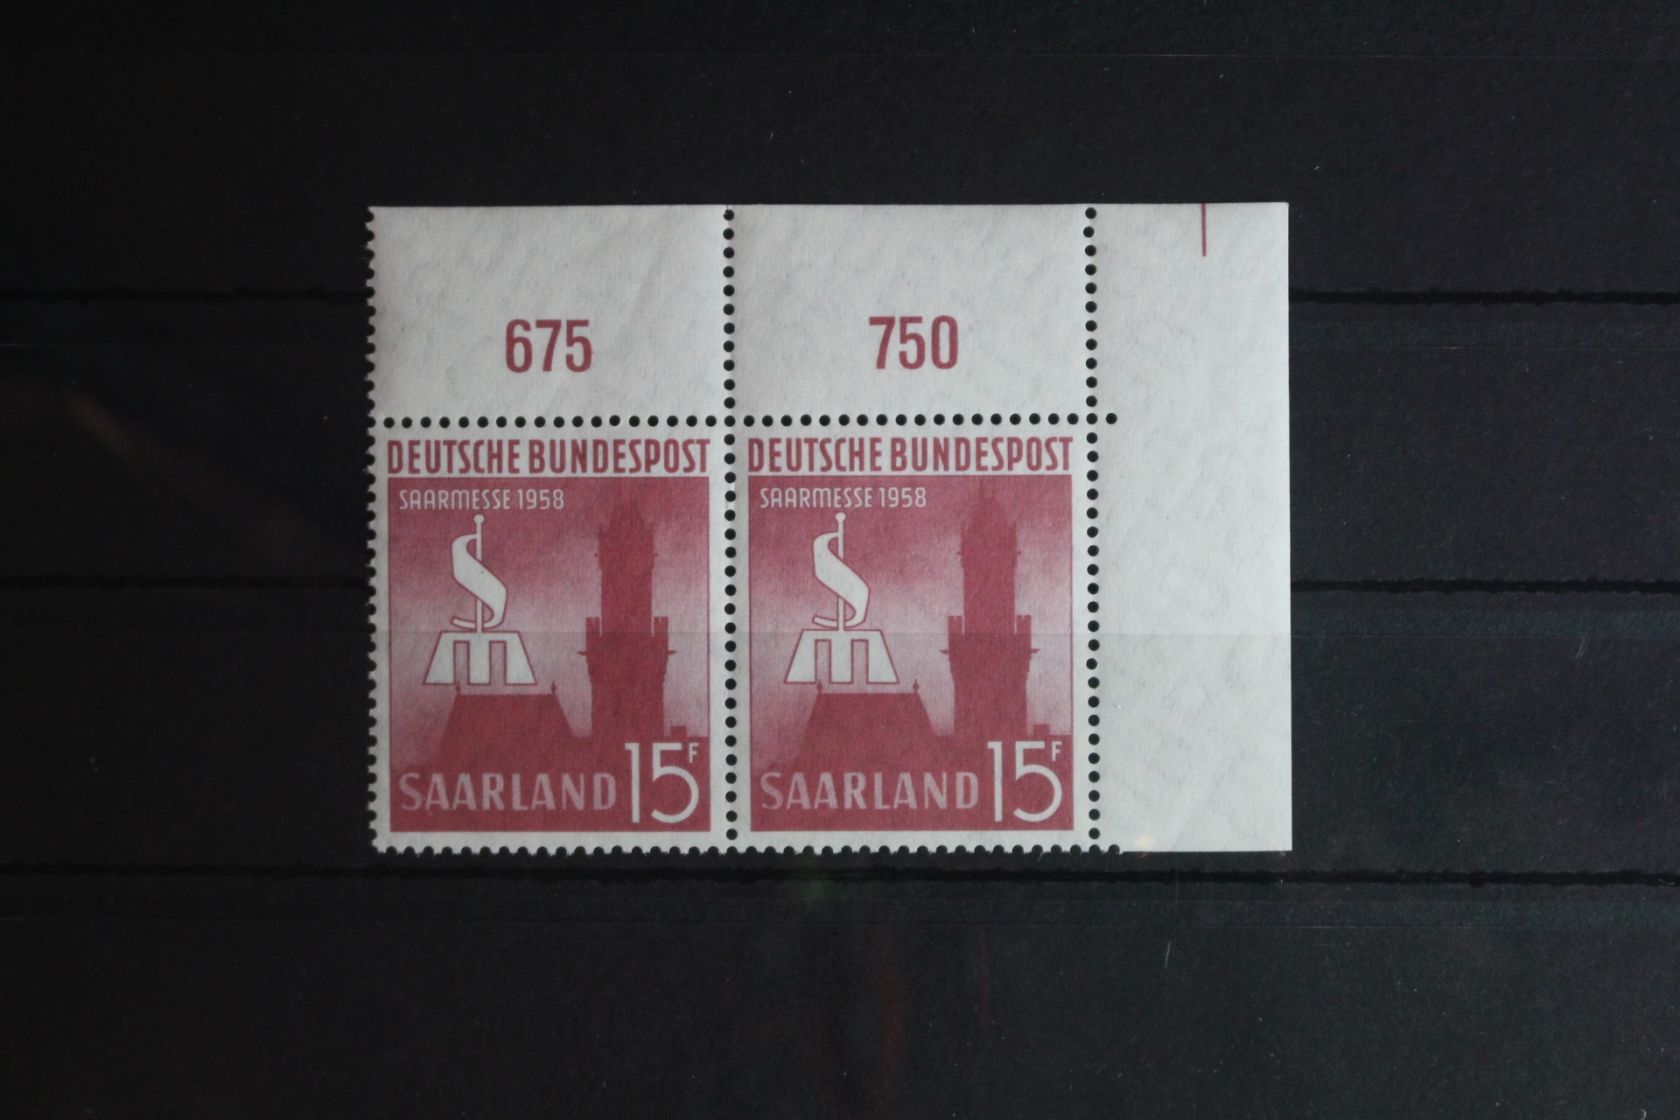 675 750
DEUTSCHE BUNDESPOST DEUTSCHE BUNDESPOST
SAARMESSE 1958 SAARMESSE 1958
S S
m m
15F 15F
SAARLAND SAARLAND